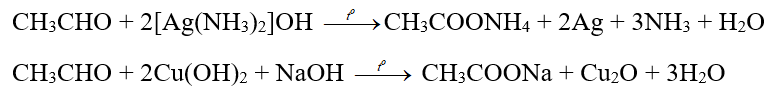 CH₃CHO + 2[Ag(NH₃)₂]OH —t°→ CH₃COONH₄ + 2Ag + 3NH₃ + H₂O
CH₃CHO + 2Cu(OH)₂ + NaOH —t°→ CH₃COONa + Cu₂O + 3H₂O